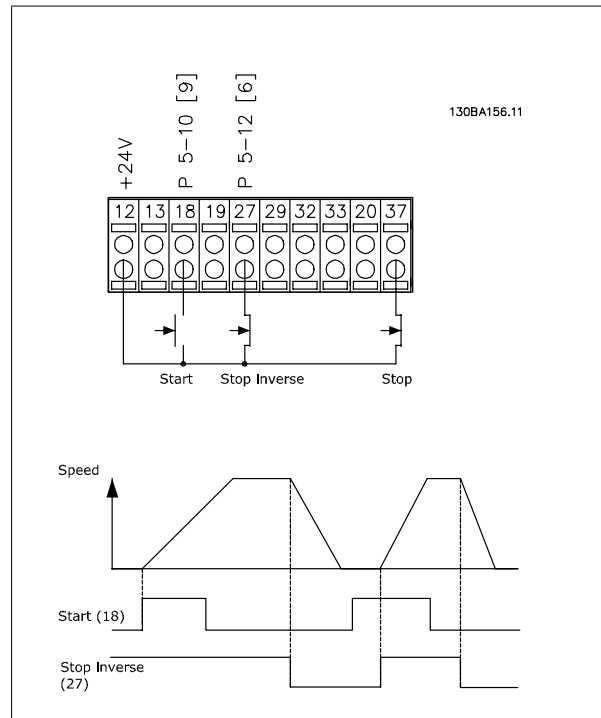 130BA156.11
+24V
P 5-10 [9]
P 5-12 [6]
12 13 18 19 27 29 32 33 20 37
Start Stop Inverse Stop
Speed
Start (18)
Stop Inverse
(27)